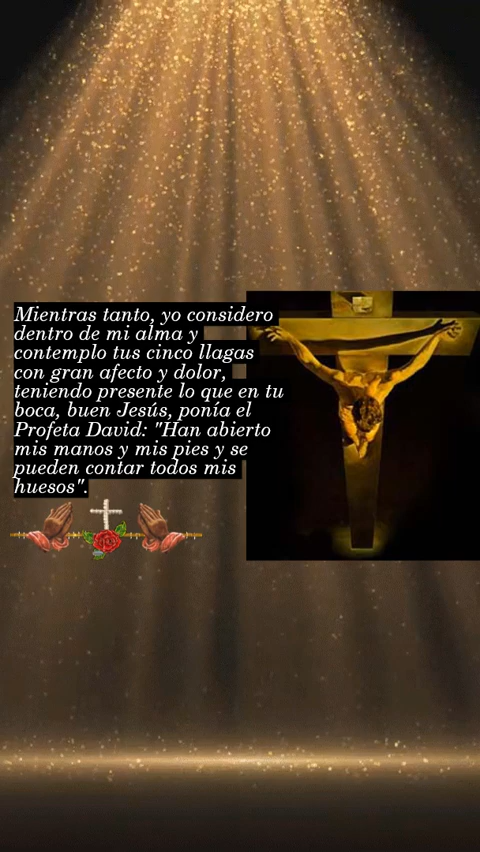 Mientras tanto, yo considero
dentro de mi alma y
contemplo tus cinco llagas
con gran afecto y dolor,
teniendo presente lo que en tu
boca, buen Jesús, ponía el
Profeta David: "Han abierto
mis manos y mis pies y se
pueden contar todos mis
huesos".